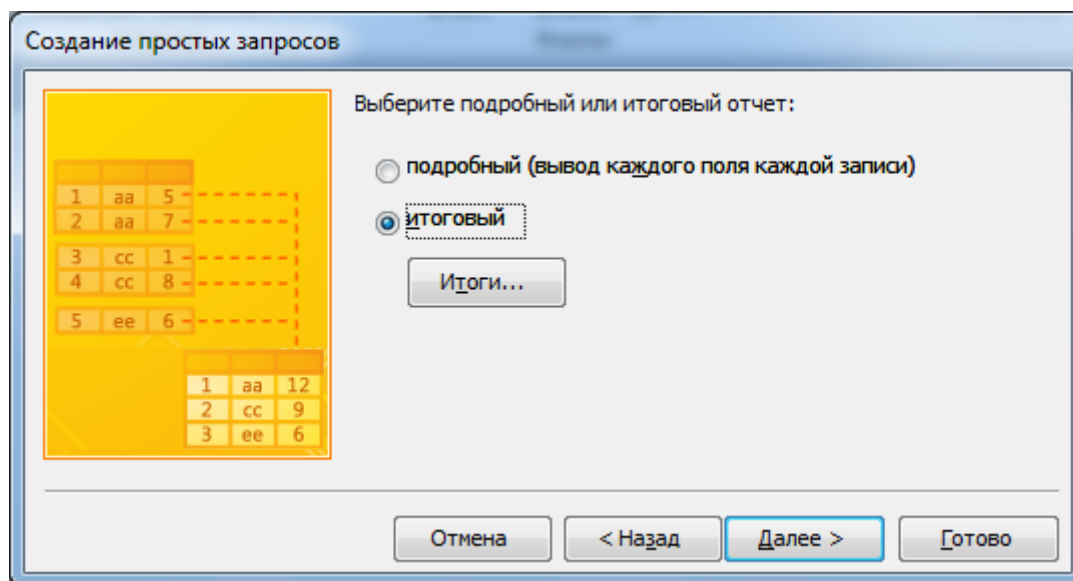 Создание простых запросов
Выберите подробный или итоговый отчет:
подробный (вывод каждого поля каждой записи)
итоговый
Итоги...
1 aa 5
2 aa 7
3 cc 1
4 cc 8
5 ee 6
1 aa 12
2 cc 9
3 ee 6
Отмена
< Назад
Далее >
Готово